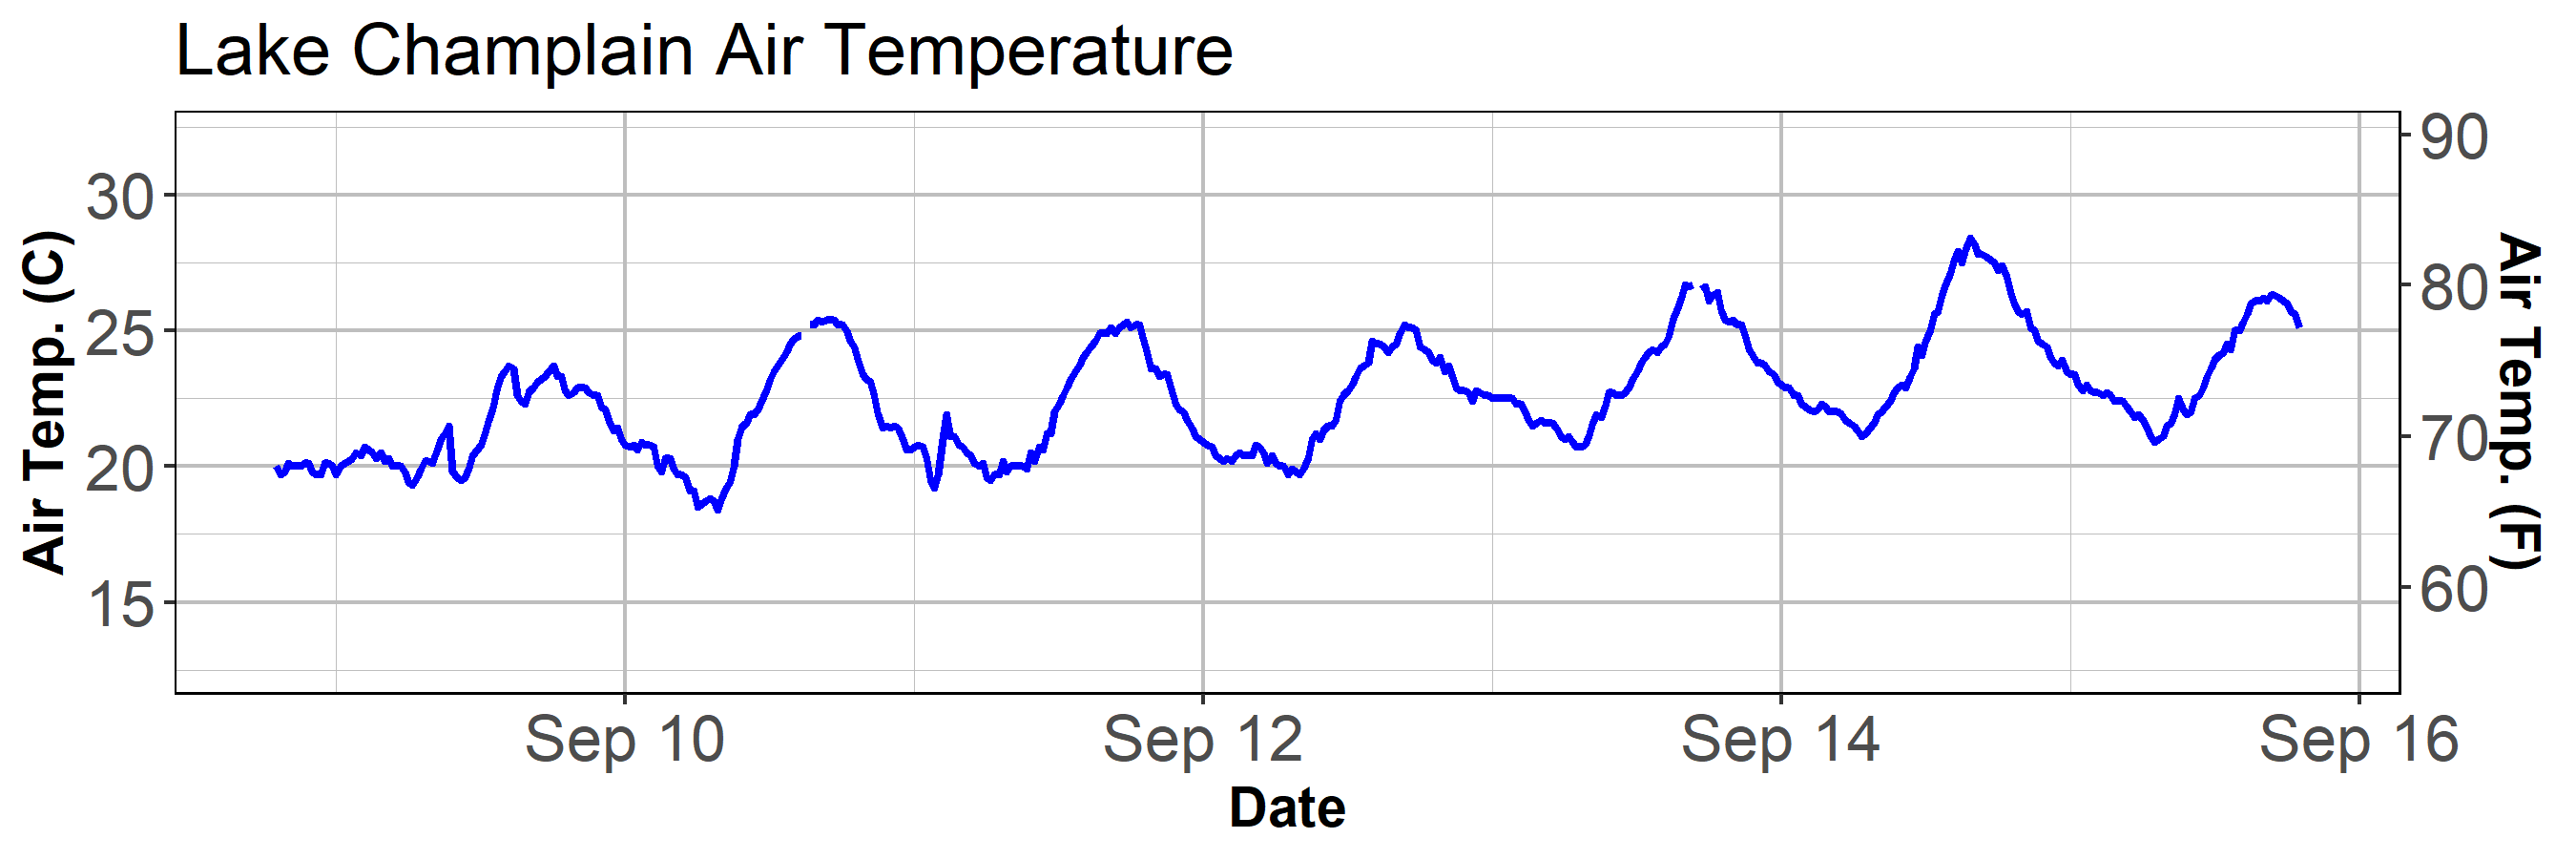 Lake Champlain Air Temperature
Air Temp. (C)
30
25
20
15
90
80
70
60
Air Temp. (F)
Sep 10 Sep 12 Sep 14 Sep 16
Date